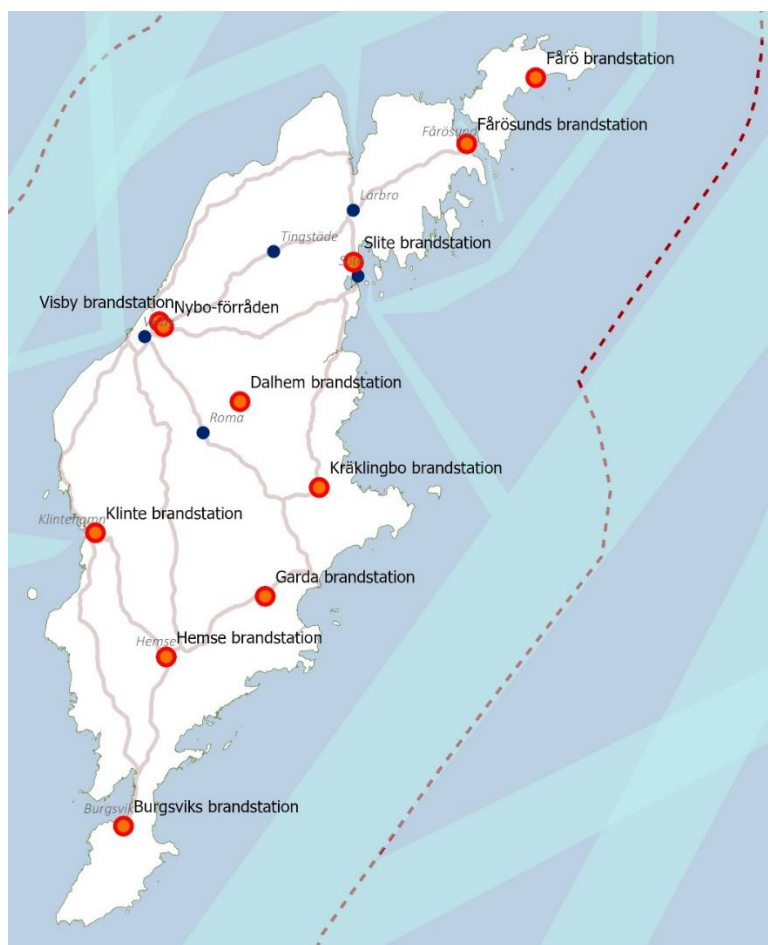 Fårö brandstation
Fårösund
Fårösunds brandstation
Lärbro
Tingstäde
Slite brandstation
Visby brandstation
Nybo-förråden
Dalhem brandstation
Roma
Kräklingbo brandstation
Klinte brandstation
Klintehamn
Garda brandstation
Hemse
Hemse brandstation
Burgsvik
Burgsviks brandstation